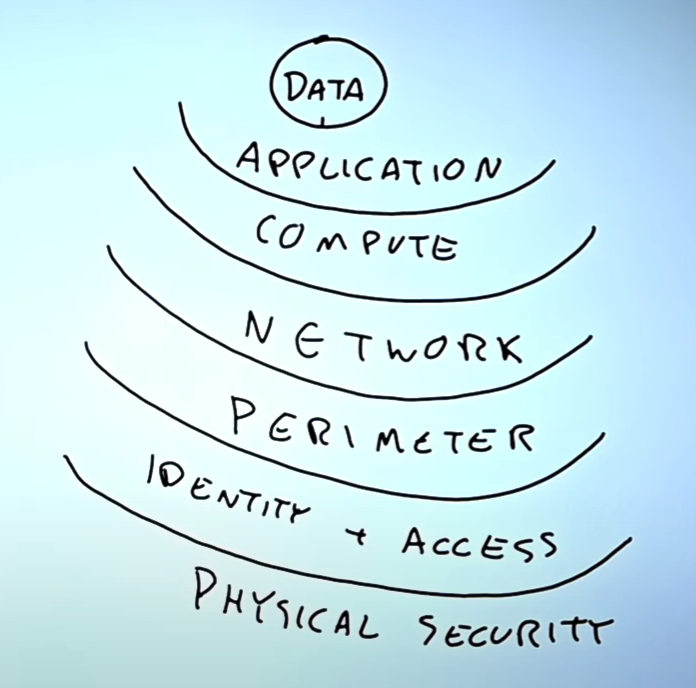 DATA
APPLICATION
COMPUTE
NETWORK
PERIMETER
IDENTITY + ACCESS
PHYSICAL SECURITY